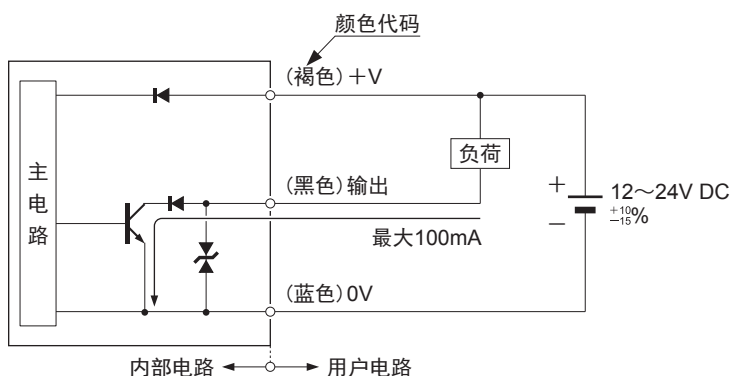 颜色代码
(褐色)＋V
主电路
负荷
(黑色)输出
+
12～24V DC
+10
−15%
−
最大100mA
(蓝色)0V
内部电路
用户电路